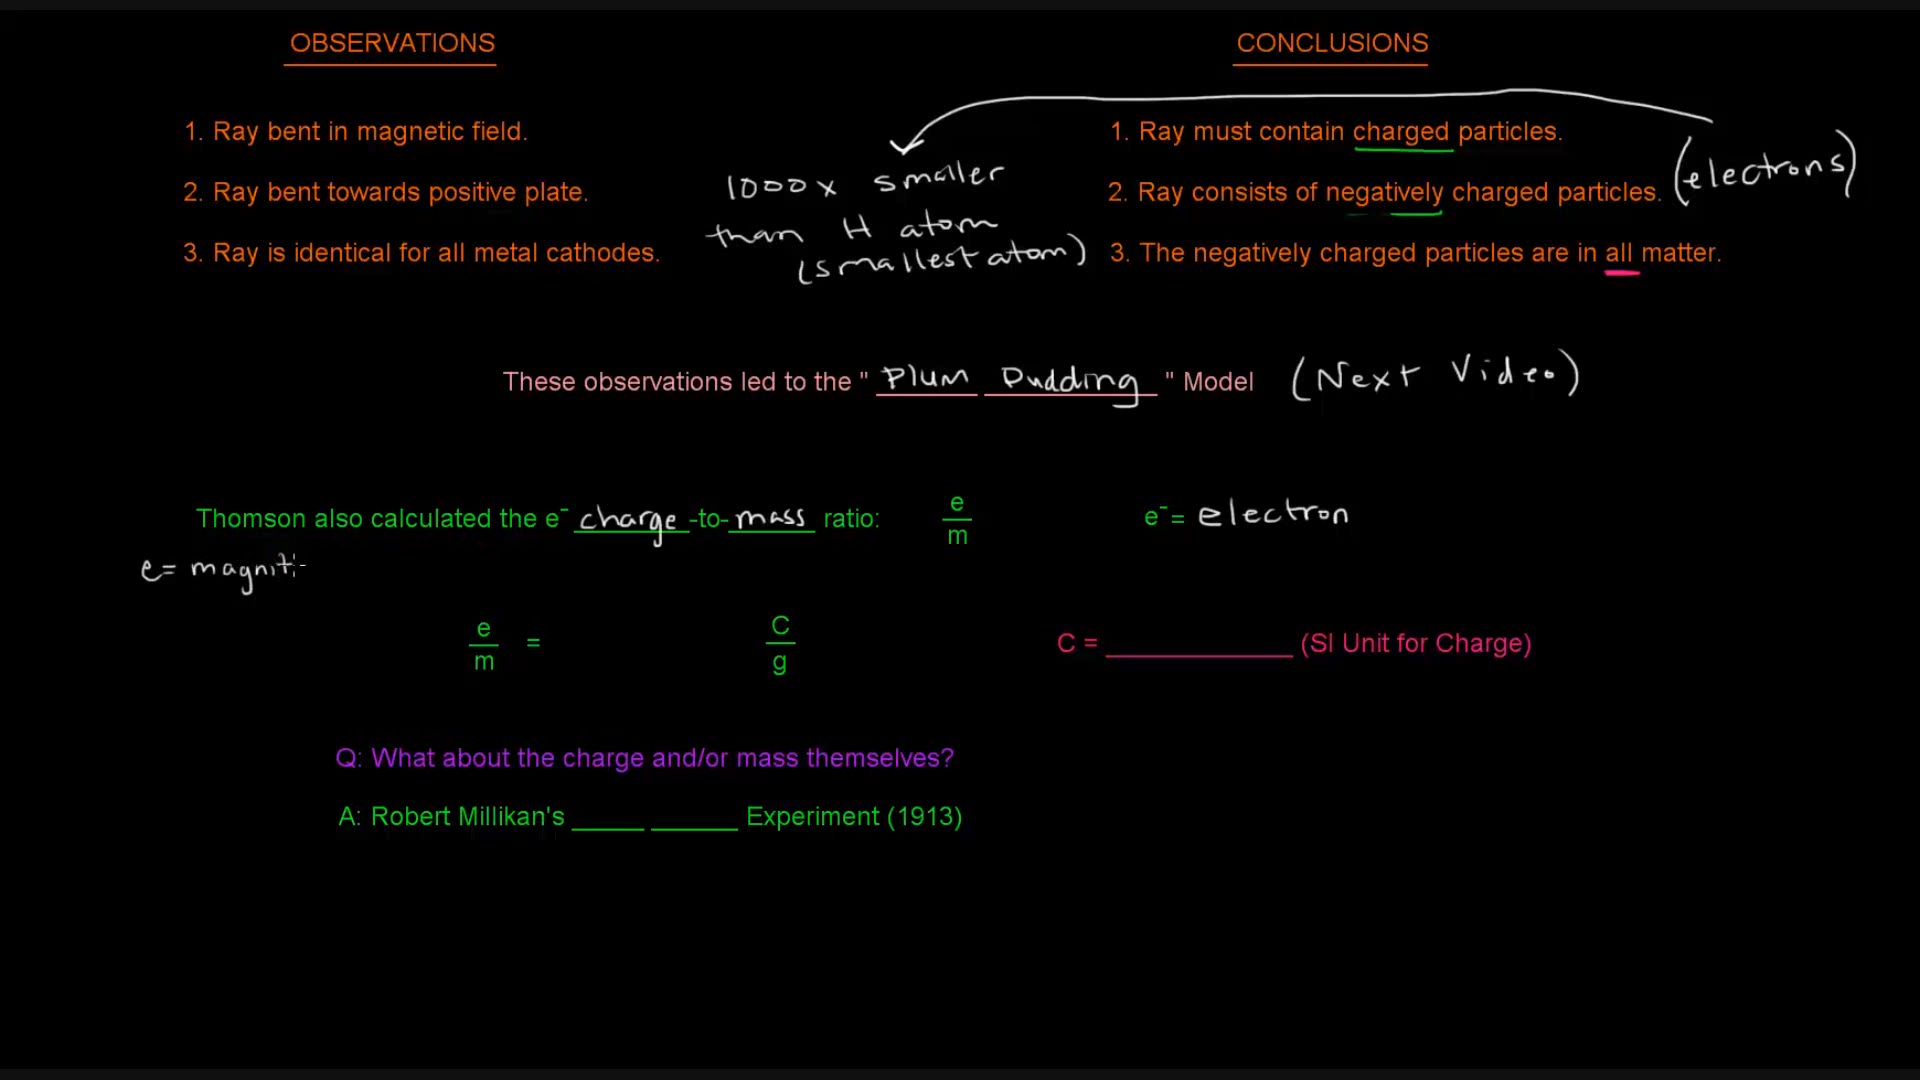 OBSERVATIONS
CONCLUSIONS
1. Ray bent in magnetic field.
1. Ray must contain charged particles.
(electrons)
2. Ray bent towards positive plate.
1000x smaller
2. Ray consists of negatively charged particles.
than H atom
3. Ray is identical for all metal cathodes.
(smallest atom)
3. The negatively charged particles are in all matter.
These observations led to the " Plum Pudding " Model (Next Video)
Thomson also calculated the e⁻ charge -to- mass ratio:
e
m
e⁻ = electron
e= magniti
e
m
=
C
g
C = _____________ (SI Unit for Charge)
Q: What about the charge and/or mass themselves?
A: Robert Millikan's _____ ______ Experiment (1913)